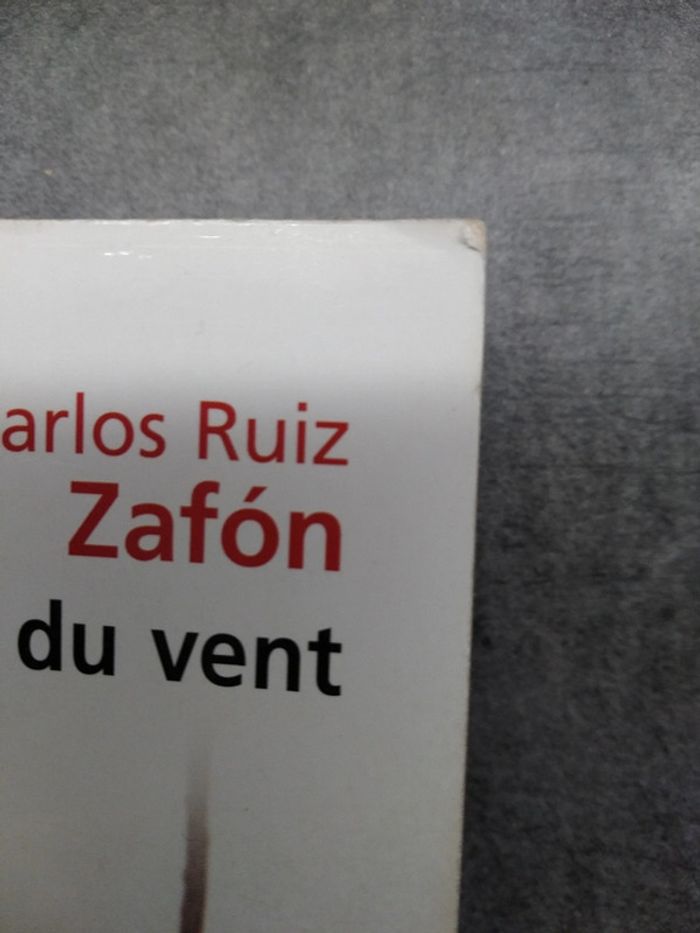 arlos Ruiz
Zafón
du vent